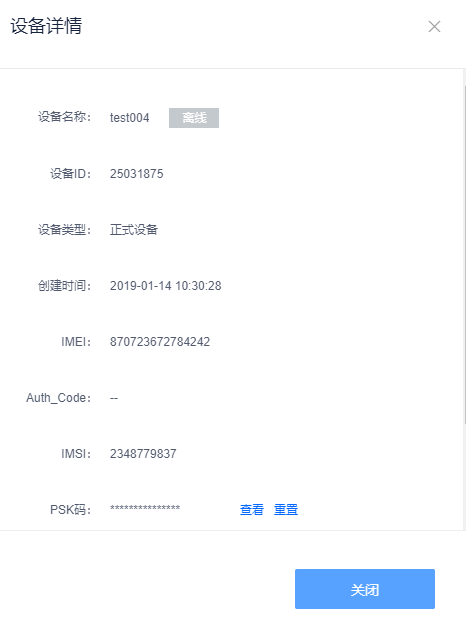 设备详情
设备名称： test004 离线
设备ID： 25031875
设备类型： 正式设备
创建时间： 2019-01-14 10:30:28
IMEI： 870723672784242
Auth_Code： --
IMSI： 2348779837
PSK码： *************** 查看 重置
关闭